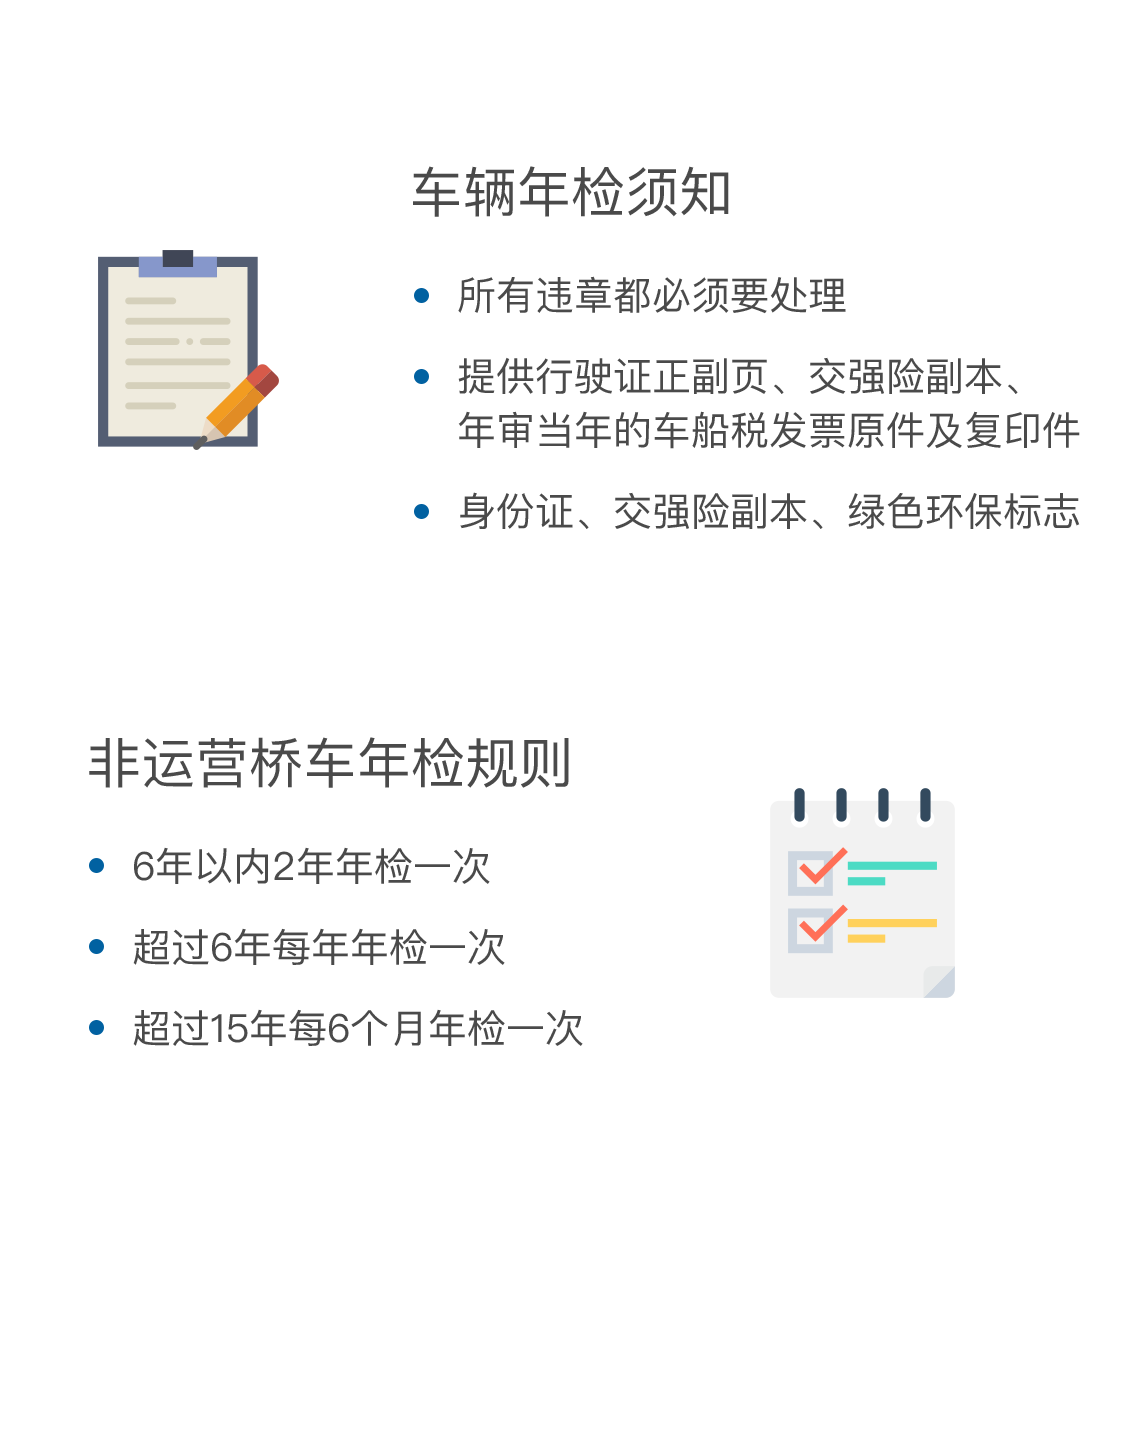 车辆年检须知
所有违章都必须要处理
提供行驶证正副页、交强险副本、
年审当年的车船税发票原件及复印件
身份证、交强险副本、绿色环保标志
非运营桥车年检规则
6年以内2年年检一次
超过6年每年年检一次
超过15年每6个月年检一次